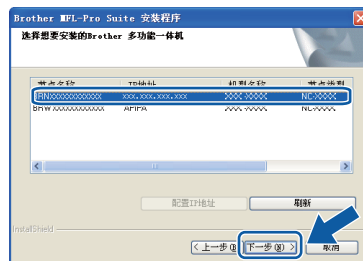 Brother MFL-Pro Suite 安装程序
选择想要安装的Brother 多功能一体机
节点名称 IP地址 机型名称 节点类型
BRNXXXXXXXXXXXX XXX.XXX.XXX.XXX XXX-XXXX NC-XXXX
BRWXXXXXXXXXXXX APIPA XXX-XXXX NC-XXXX
配置IP地址 刷新
InstallShield
< 上一步(B) 下一步(N) > 取消